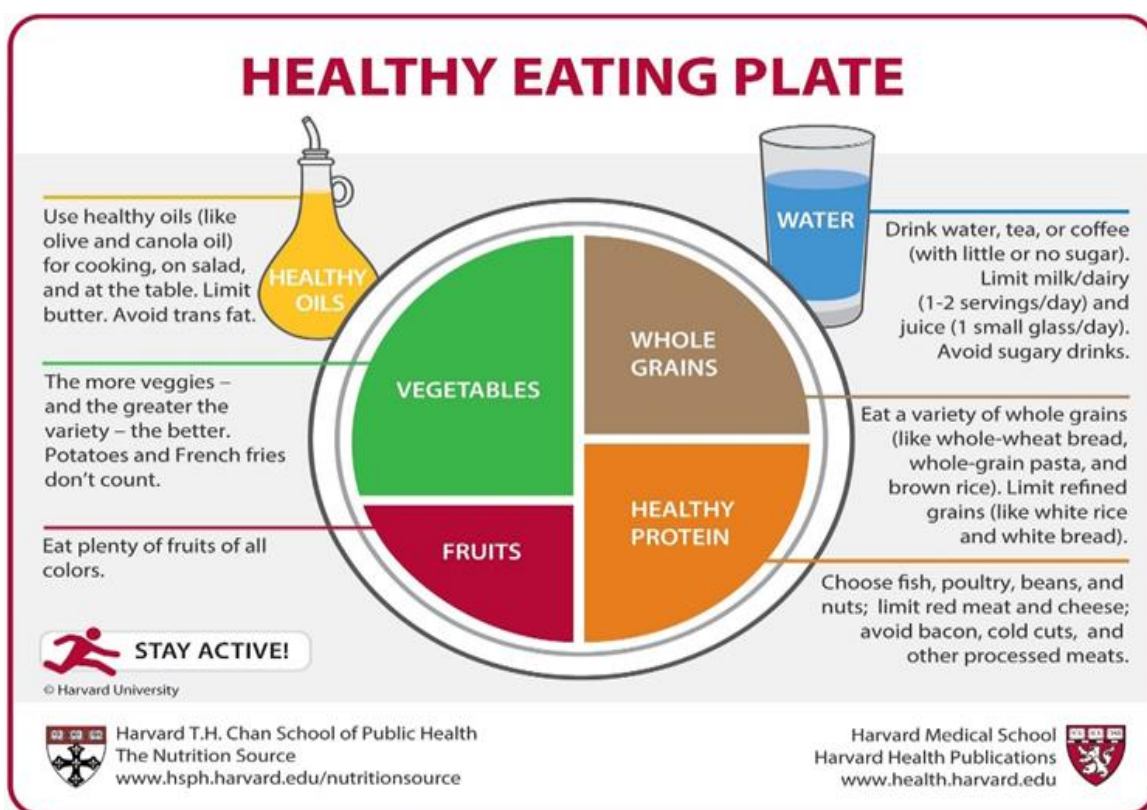 HEALTHY EATING PLATE
Use healthy oils (like
olive and canola oil)
for cooking, on salad,
and at the table. Limit
butter. Avoid trans fat.
HEALTHY
OILS
The more veggies –
and the greater the
variety – the better.
Potatoes and French fries
don't count.
Eat plenty of fruits of all
colors.
VEGETABLES
FRUITS
WHOLE
GRAINS
HEALTHY
PROTEIN
WATER
Drink water, tea, or coffee
(with little or no sugar).
Limit milk/dairy
(1-2 servings/day) and
juice (1 small glass/day).
Avoid sugary drinks.
Eat a variety of whole grains
(like whole-wheat bread,
whole-grain pasta, and
brown rice). Limit refined
grains (like white rice
and white bread).
Choose fish, poultry, beans, and
nuts; limit red meat and cheese;
avoid bacon, cold cuts, and
other processed meats.
STAY ACTIVE!
© Harvard University
Harvard T.H. Chan School of Public Health
The Nutrition Source
www.hsph.harvard.edu/nutritionsource
Harvard Medical School
Harvard Health Publications
www.health.harvard.edu